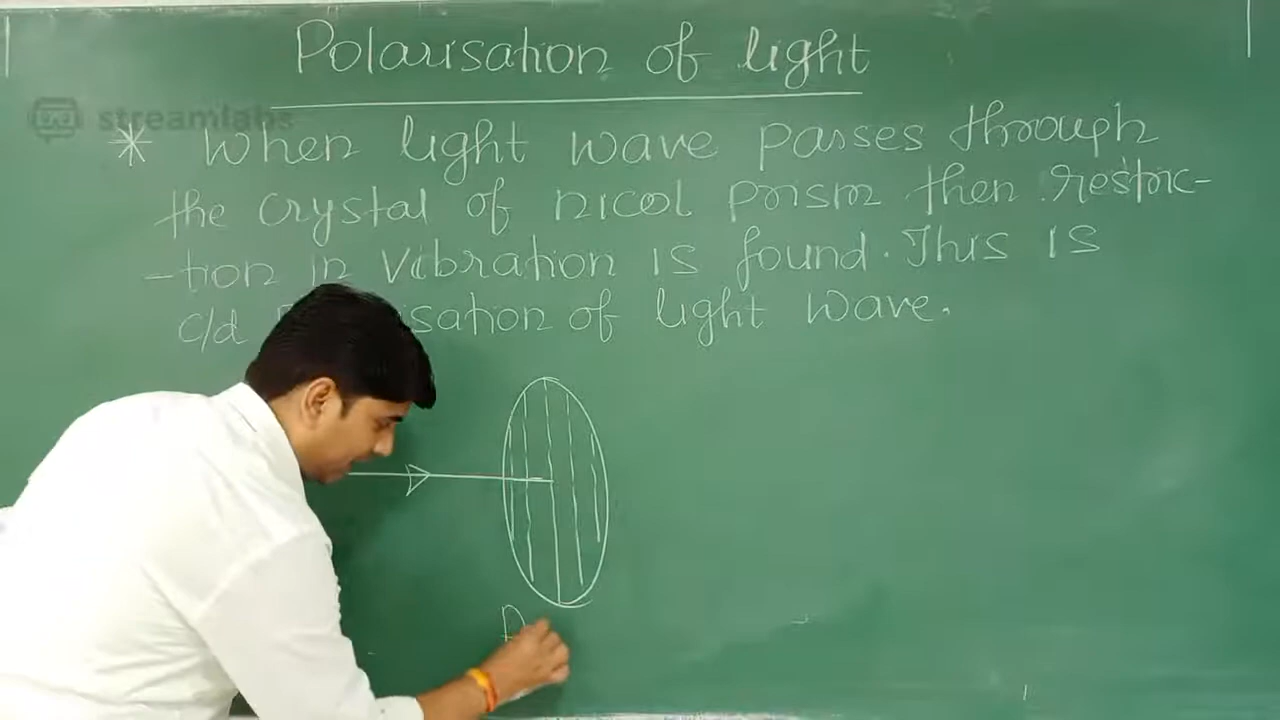 Polarisation of light
streamlabs
* When light wave passes through
the crystal of nicol prism then restric-
-tion in vibration is found. This is
c/d isation of light wave.